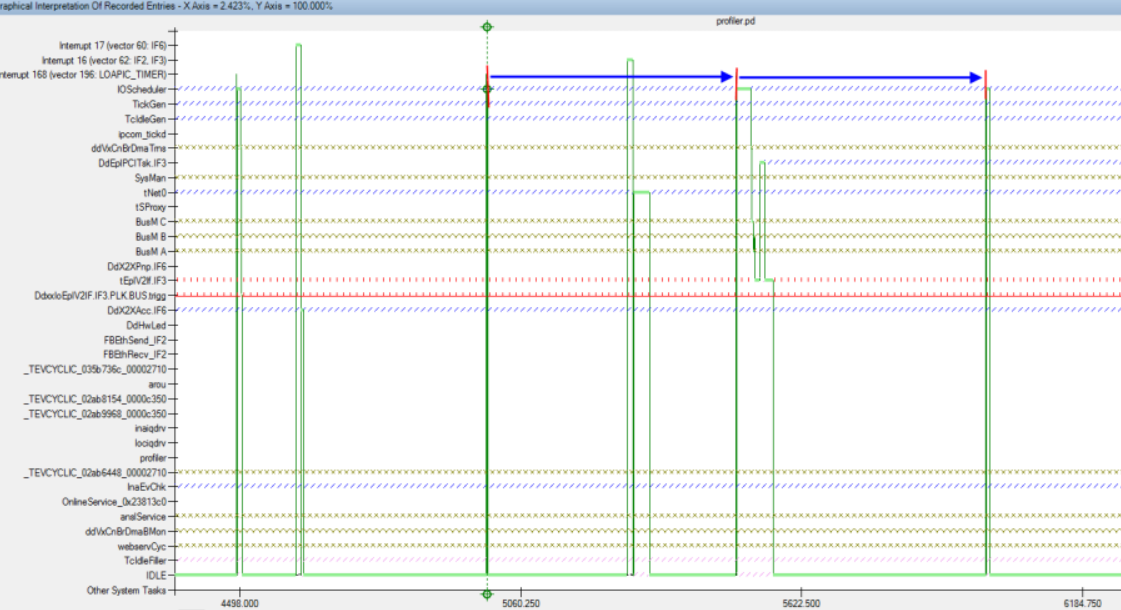 raphical Interpretation Of Recorded Entries - X Axis = 2.423%, Y Axis = 100.000%
profiler.pd
Interrupt 17 (vector 60: IF6)
Interrupt 16 (vector 62: IF2, IF3)
nterrupt 168 (vector 196: LOAPIC_TIMER)
IOScheduler
TickGen
TcIdleGen
ipcom_tickd
ddVxCnBrDmaTms
DdEplPCITsk.IF3
SysMan
tNet0
tSProxy
BusM C
BusM B
BusM A
DdX2XPnp.IF6
tEplV2If.IF3
DdxxIoEplV2IF.IF3.PLK.BUS.trigg
DdX2XAcc.IF6
DdHwLed
FBEthSend_IF2
FBEthRecv_IF2
_TEVCYCLIC_035b736c_00002710
arou
_TEVCYCLIC_02ab8154_0000c350
_TEVCYCLIC_02ab9968_0000c350
inaiqdrv
lociqdrv
profiler
_TEVCYCLIC_02ab6448_00002710
InaEvChk
OnlineService_0x23813c0
anslService
ddVxCnBrDmaBMon
webservCyc
TcIdleFiller
IDLE
Other System Tasks
4498.000 5060.250 5622.500 6184.750